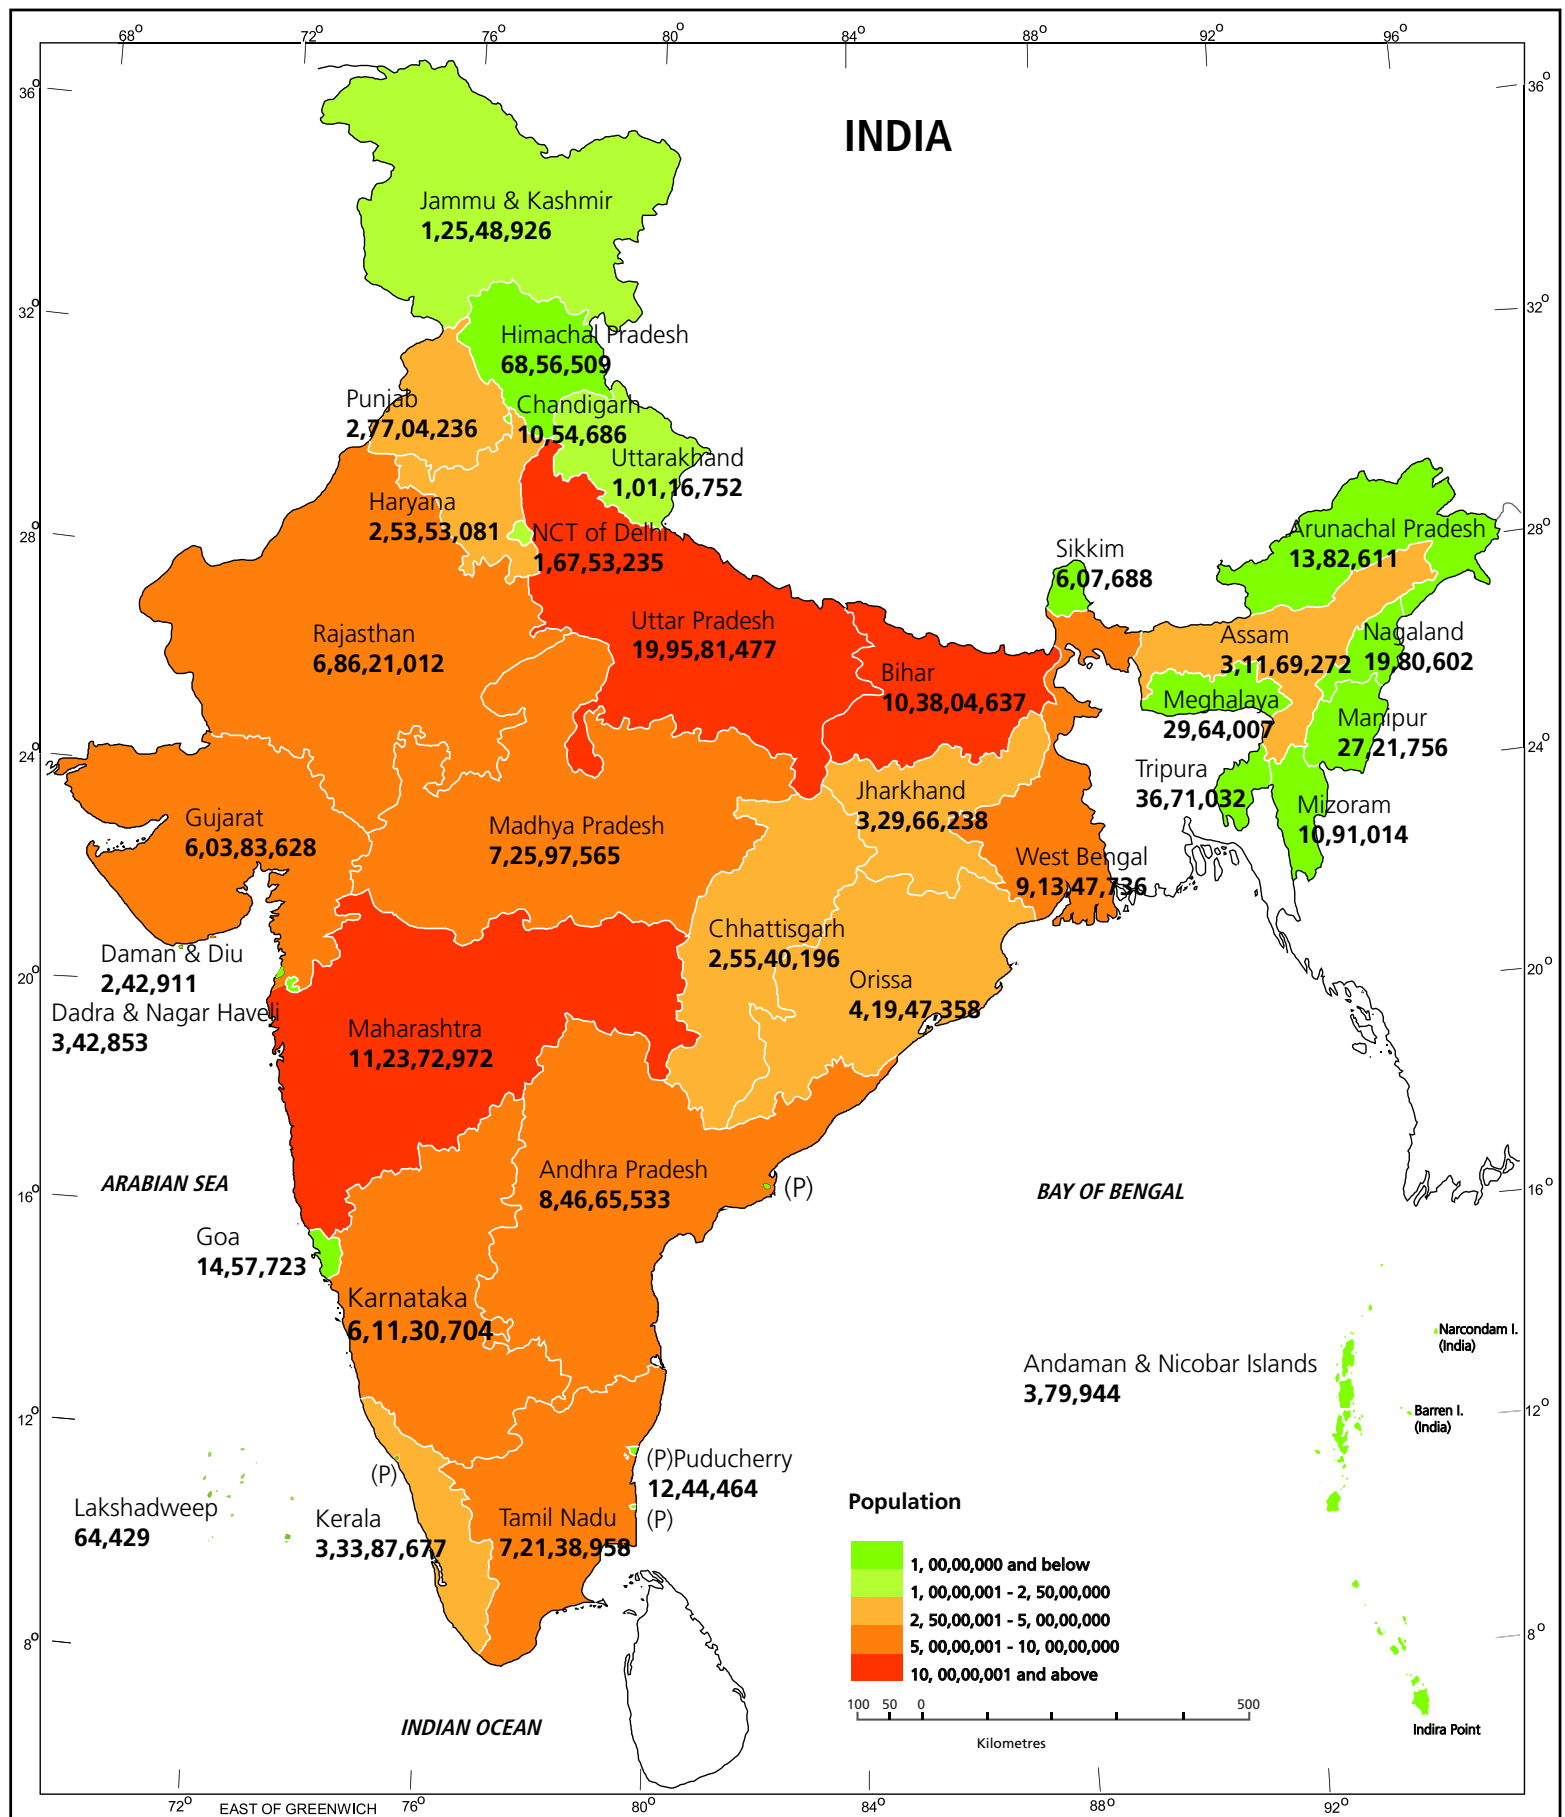 68° 72° 76° 80° 84° 88° 92° 96°
36° 36°
INDIA
Jammu & Kashmir
1,25,48,926
32° 32°
Himachal Pradesh
68,56,509
Punjab
2,77,04,236
Chandigarh
10,54,686
Uttarakhand
1,01,16,752
Haryana
2,53,53,081
28° 28°
NCT of Delhi
1,67,53,235
Sikkim
6,07,688
Arunachal Pradesh
13,82,611
Rajasthan
6,86,21,012
Uttar Pradesh
19,95,81,477
Bihar
10,38,04,637
Assam
3,11,69,272
Nagaland
19,80,602
Meghalaya
29,64,007
Manipur
27,21,756
24° 24°
Tripura
36,71,032
Mizoram
10,91,014
Gujarat
6,03,83,628
Madhya Pradesh
7,25,97,565
Jharkhand
3,29,66,238
West Bengal
9,13,47,736
Chhattisgarh
2,55,40,196
Orissa
4,19,47,358
Daman & Diu
2,42,911
20° 20°
Dadra & Nagar Haveli
3,42,853
Maharashtra
11,23,72,972
Andhra Pradesh
8,46,65,533
(P)
ARABIAN SEA
BAY OF BENGAL
16° 16°
Goa
14,57,723
Karnataka
6,11,30,704
Narcondam I.
(India)
Andaman & Nicobar Islands
3,79,944
Barren I.
(India)
12° 12°
(P)
(P)Puducherry
12,44,464
(P)
Lakshadweep
64,429
Kerala
3,33,87,677
Tamil Nadu
7,21,38,958
Population
1, 00,00,000 and below
1, 00,00,001 - 2, 50,00,000
2, 50,00,001 - 5, 00,00,000
5, 00,00,001 - 10, 00,00,000
10, 00,00,001 and above
8° 8°
100 50 0 500
Kilometres
INDIAN OCEAN
Indira Point
72° EAST OF GREENWICH 76° 80° 84° 88° 92°